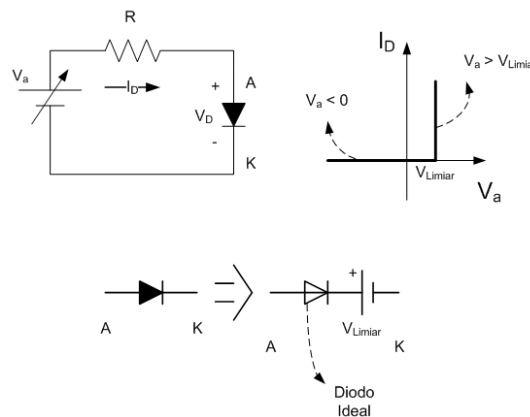 R
Va
ID
+
A
VD
-
K
ID
Va > VLimiar
Va < 0
VLimiar
Va
A
K
+
VLimiar
A
K
Diodo
Ideal